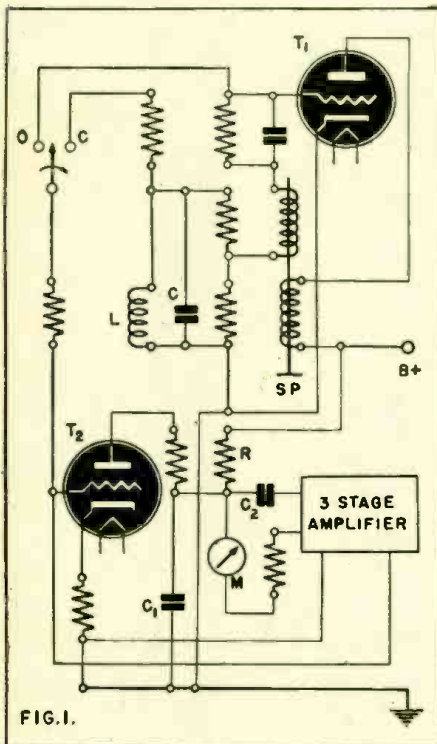 T1
O C
C
L
SP
B+
T2
R
C2
3 STAGE
AMPLIFIER
M
C1
FIG.1.